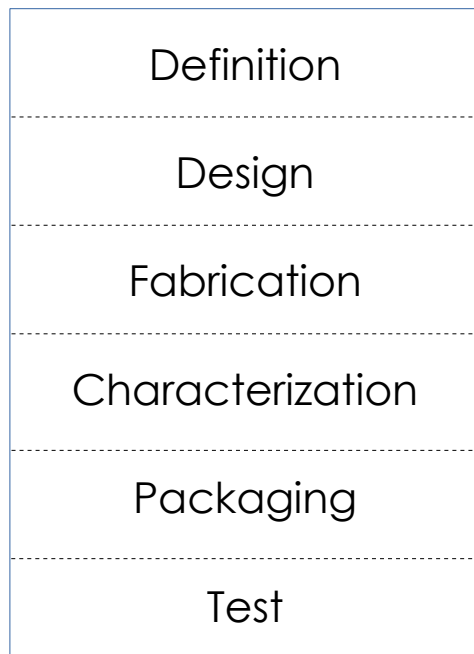 Definition
Design
Fabrication
Characterization
Packaging
Test